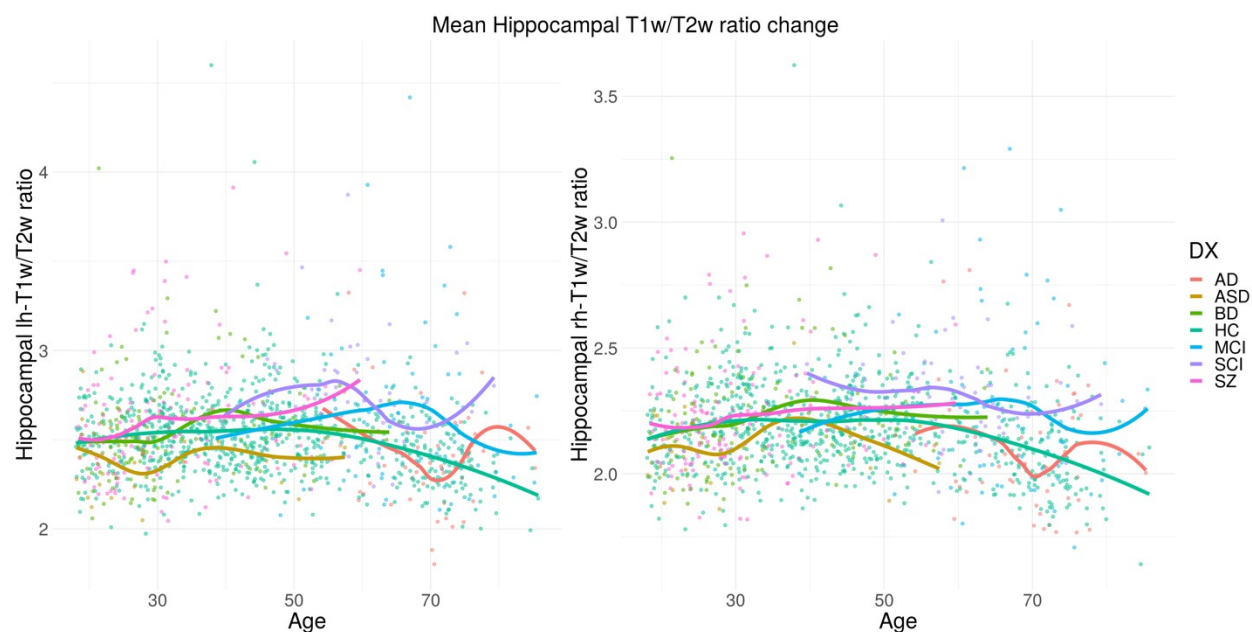 Mean Hippocampal T1w/T2w ratio change
Hippocampal lh-T1w/T2w ratio
4
3
2
30 50 70
Age
Hippocampal rh-T1w/T2w ratio
3.5
3.0
2.5
2.0
30 50 70
Age
DX
AD
ASD
BD
HC
MCI
SCI
SZ